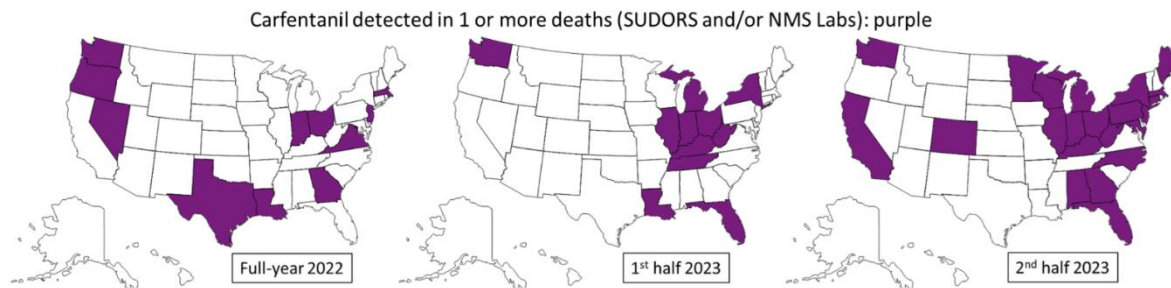 Carfentanil detected in 1 or more deaths (SUDORS and/or NMS Labs): purple
Full-year 2022
1st half 2023
2nd half 2023